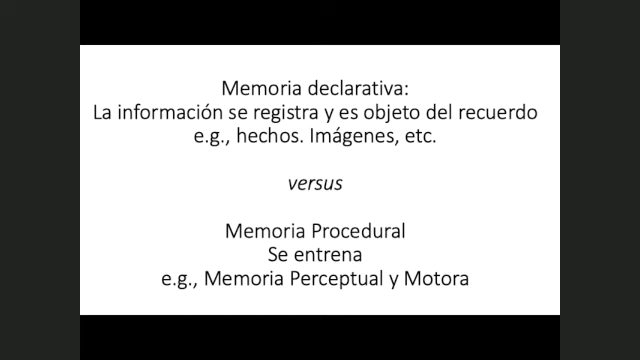 Memoria declarativa:
La información se registra y es objeto del recuerdo
e.g., hechos. Imágenes, etc.
versus
Memoria Procedural
Se entrena
e.g., Memoria Perceptual y Motora